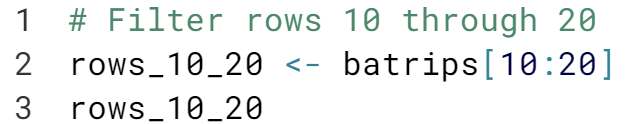 1 # Filter rows 10 through 20
2 rows_10_20 <- batrips[10:20]
3 rows_10_20